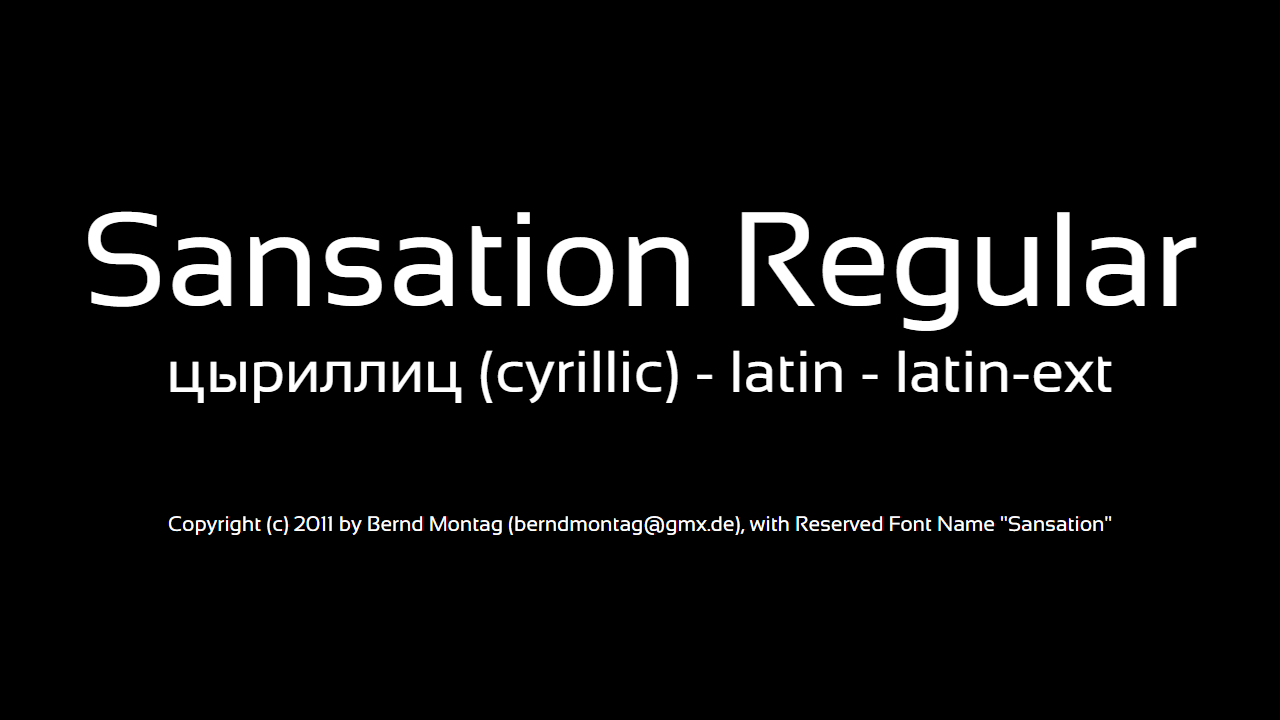 Sansation Regular
цыриллиц (cyrillic) - latin - latin-ext
Copyright (c) 2011 by Bernd Montag (berndmontag@gmx.de), with Reserved Font Name "Sansation"